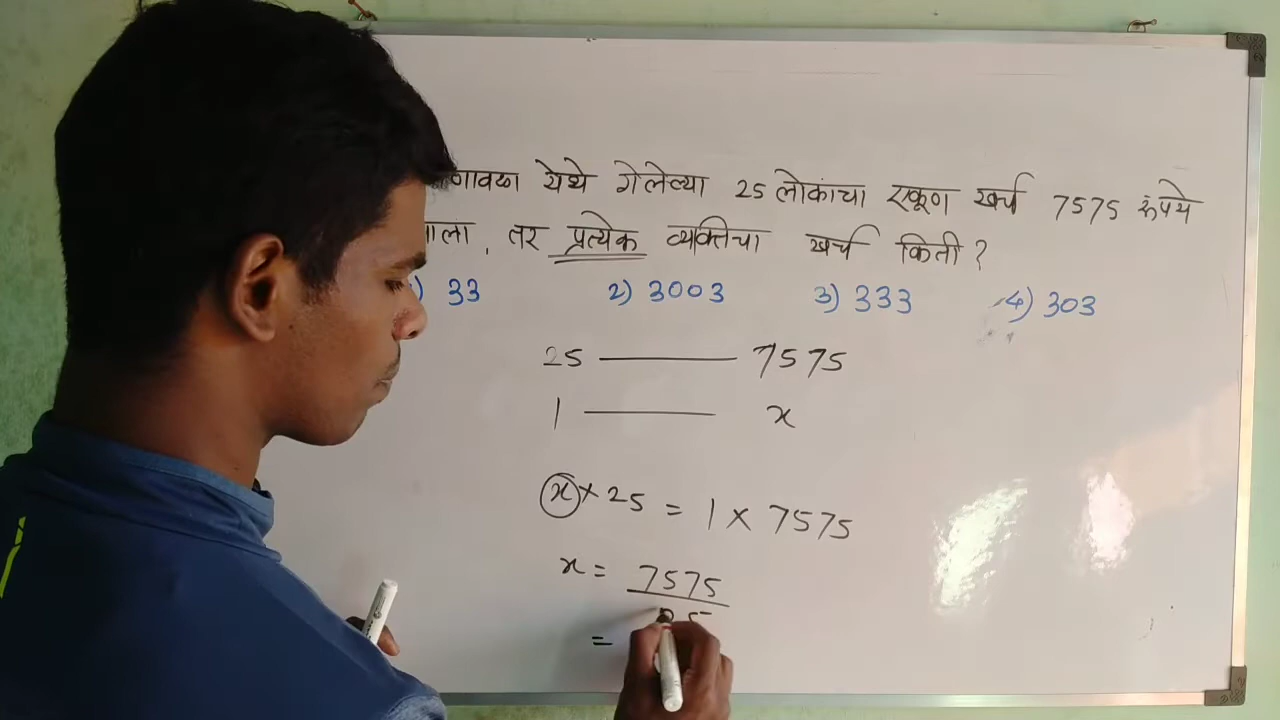 येथे गेलेल्या 25 लोकांचा एकूण खर्च 7575 रुपये
तर प्रत्येक व्यक्तिचा खर्च किती?
33 2) 3003 3) 333 4) 303
25 — 7575
1 — x
x × 25 = 1 × 7575
x = 7575
25
=